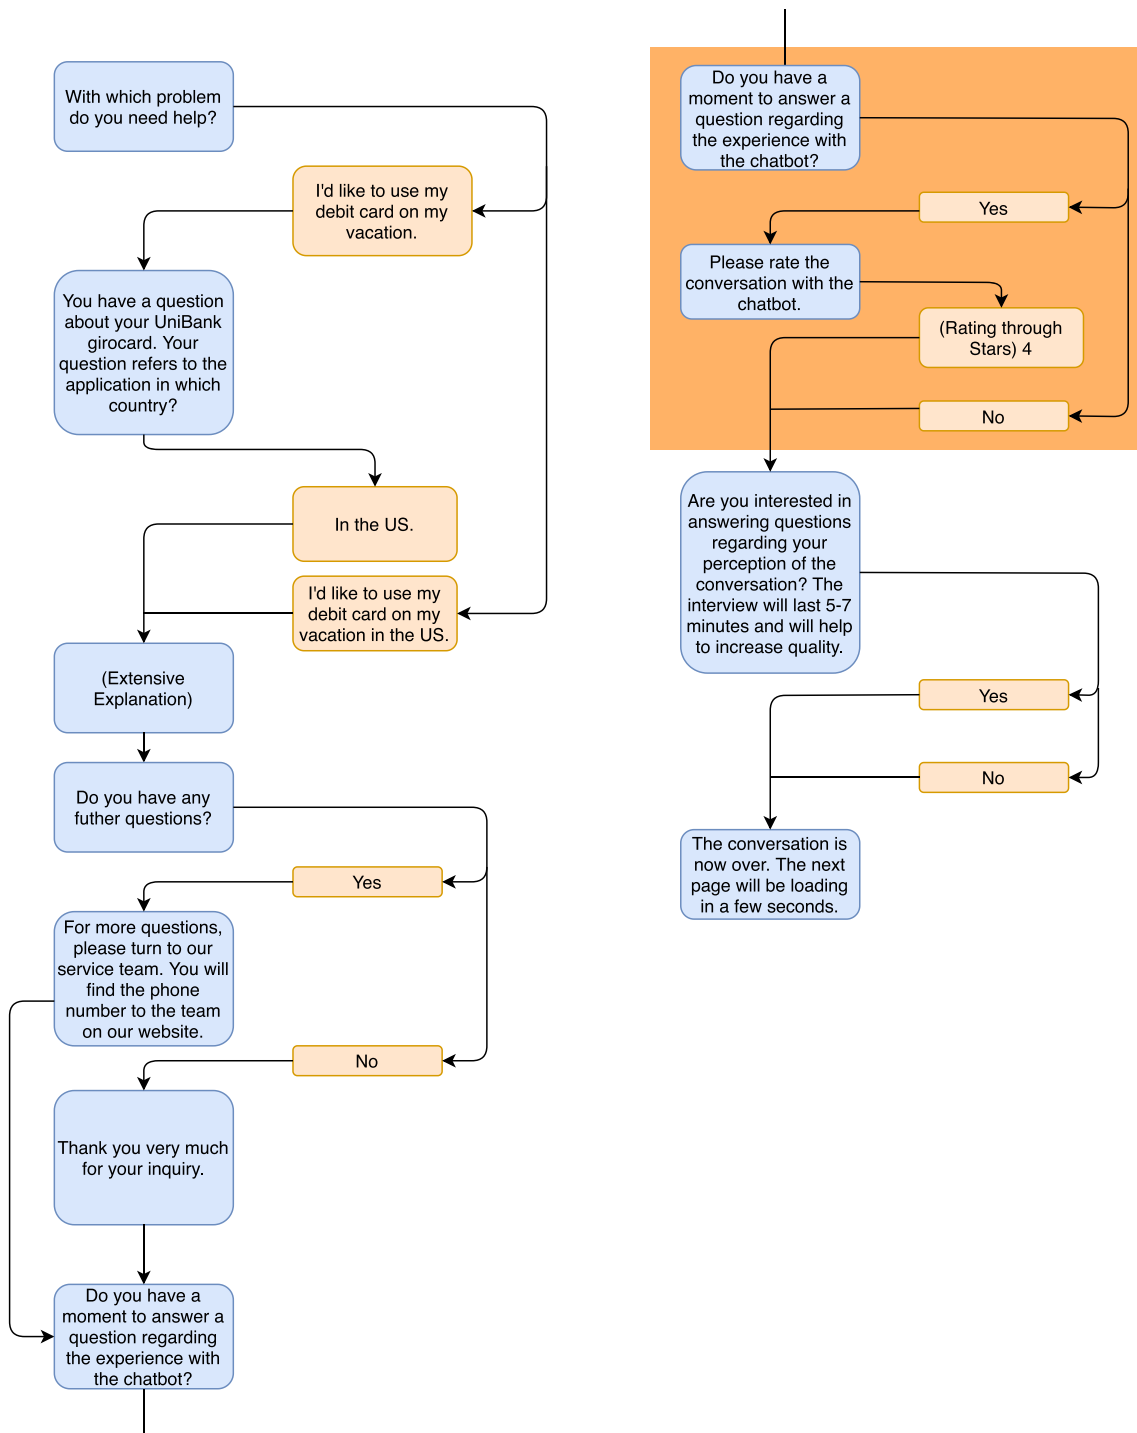 With which problem
do you need help?
I'd like to use my
debit card on my
vacation.
You have a question
about your UniBank
girocard. Your
question refers to the
application in which
country?
In the US.
I'd like to use my
debit card on my
vacation in the US.
(Extensive
Explanation)
Do you have any
futher questions?
Yes
For more questions,
please turn to our
service team. You will
find the phone
number to the team
on our website.
No
Thank you very much
for your inquiry.
Do you have a
moment to answer a
question regarding
the experience with
the chatbot?
Do you have a
moment to answer a
question regarding
the experience with
the chatbot?
Yes
Please rate the
conversation with the
chatbot.
(Rating through
Stars) 4
No
Are you interested in
answering questions
regarding your
perception of the
conversation? The
interview will last 5-7
minutes and will help
to increase quality.
Yes
No
The conversation is
now over. The next
page will be loading
in a few seconds.